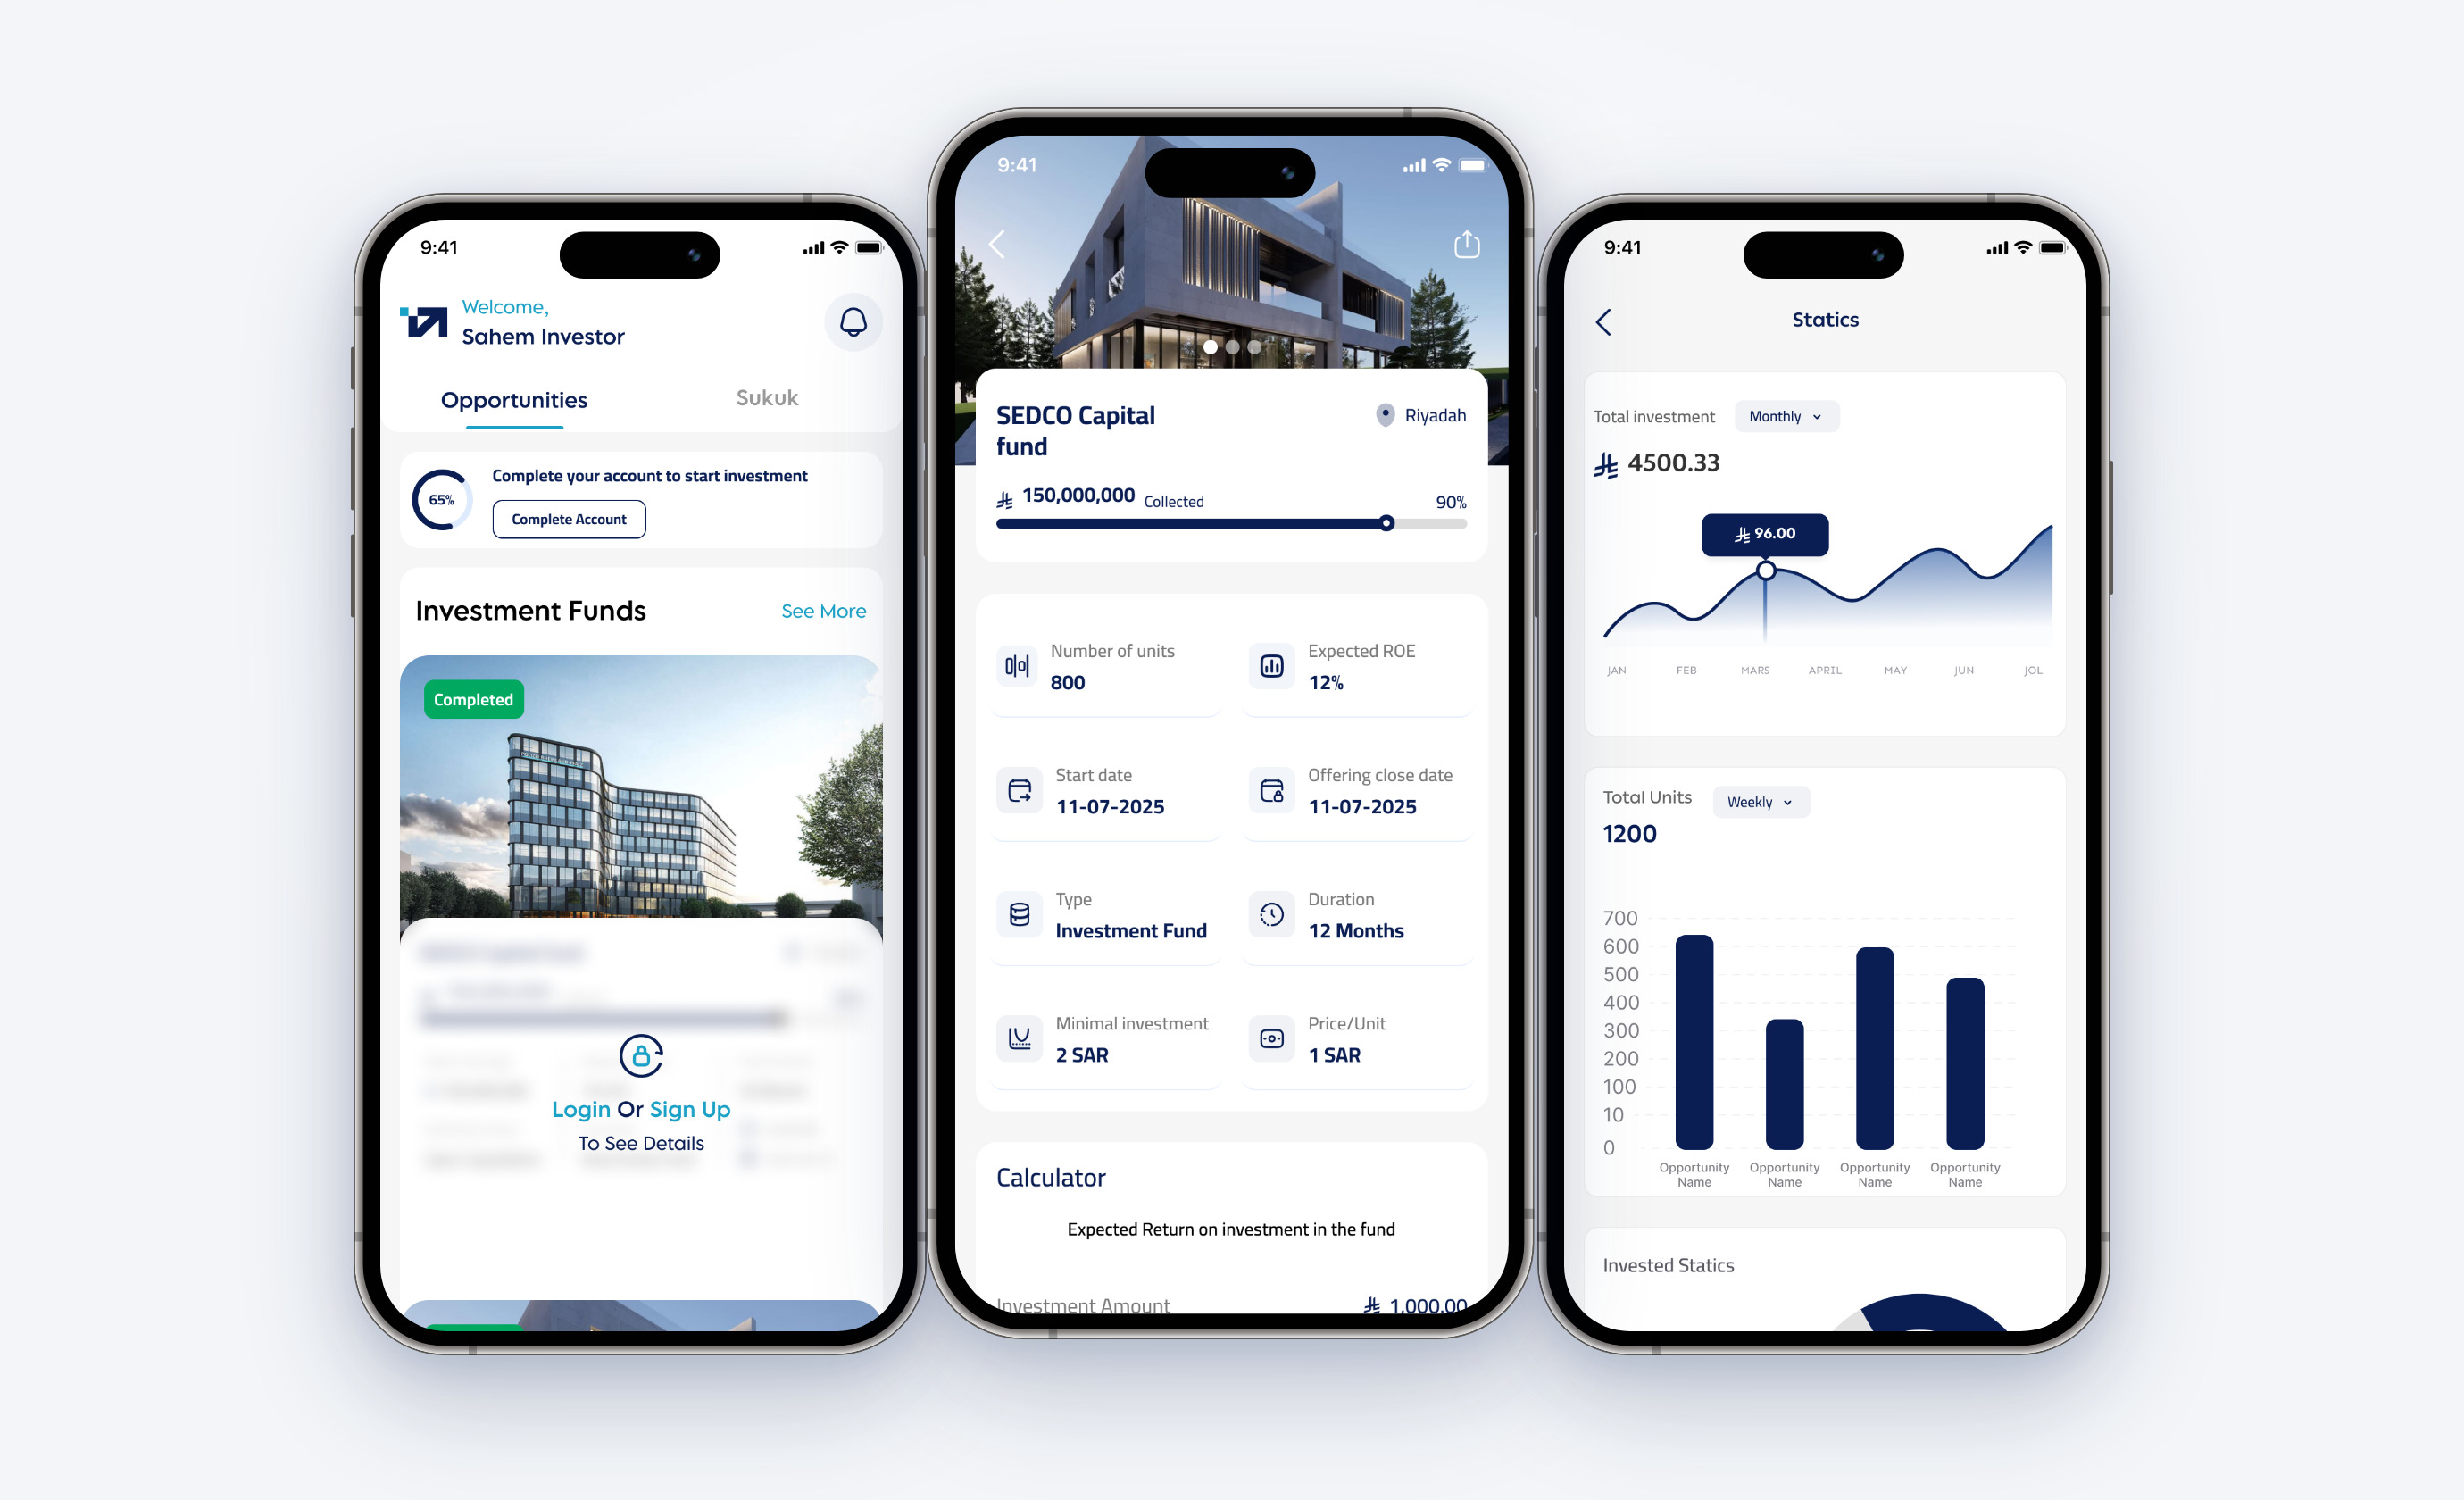 9:41
Welcome,
Sahem Investor
Opportunities
Sukuk
65%
Complete your account to start investment
Complete Account
Investment Funds
See More
Completed
Login Or Sign Up
To See Details
9:41
SEDCO Capital
fund
Riyadah
150,000,000 Collected
90%
Number of units
800
Expected ROE
12%
Start date
11-07-2025
Offering close date
11-07-2025
Type
Investment Fund
Duration
12 Months
Minimal investment
2 SAR
Price/Unit
1 SAR
Calculator
Expected Return on investment in the fund
Investment Amount
1,000.00
9:41
Statics
Total investment
Monthly
4500.33
96.00
JAN FEB MARS APRIL MAY JUN JOL
Total Units
Weekly
1200
700
600
500
400
300
200
100
10
0
Opportunity
Name
Opportunity
Name
Opportunity
Name
Opportunity
Name
Invested Statics